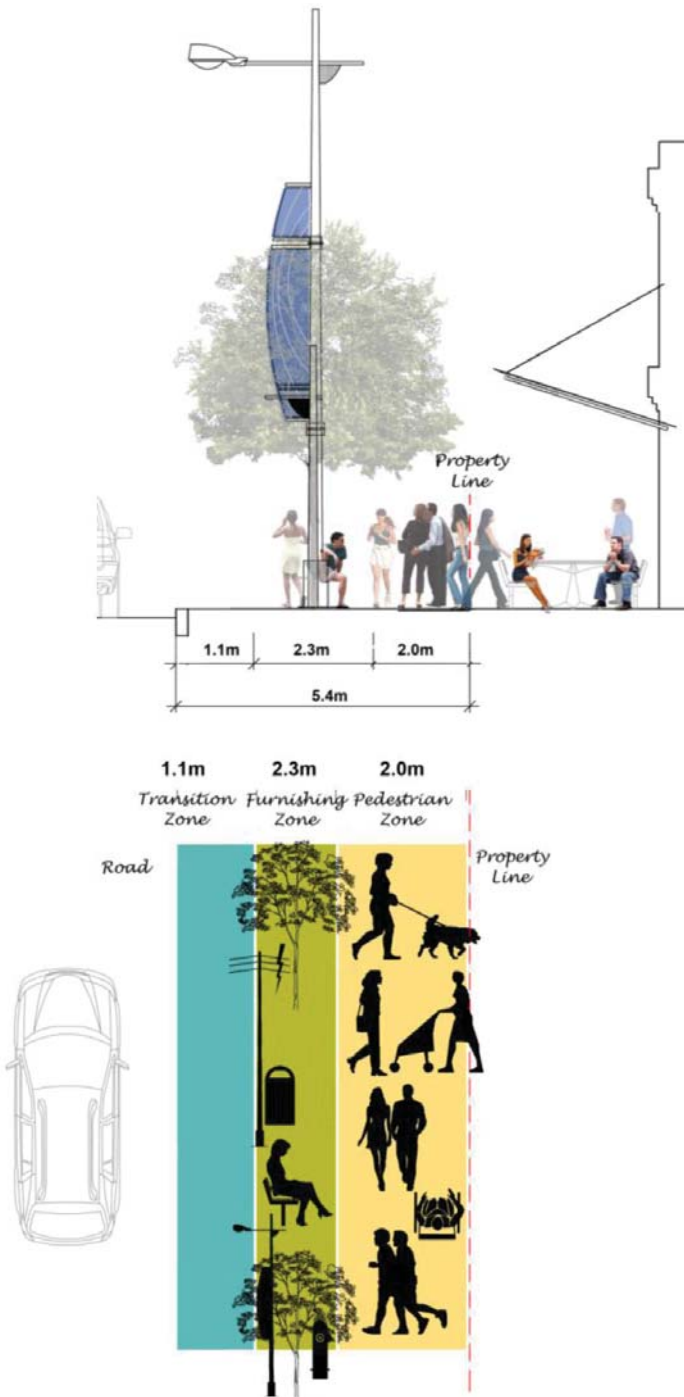 Property
Line
1.1m 2.3m 2.0m
5.4m
1.1m 2.3m 2.0m
Transition Furnishing Pedestrian
Zone Zone Zone
Road
Property
Line